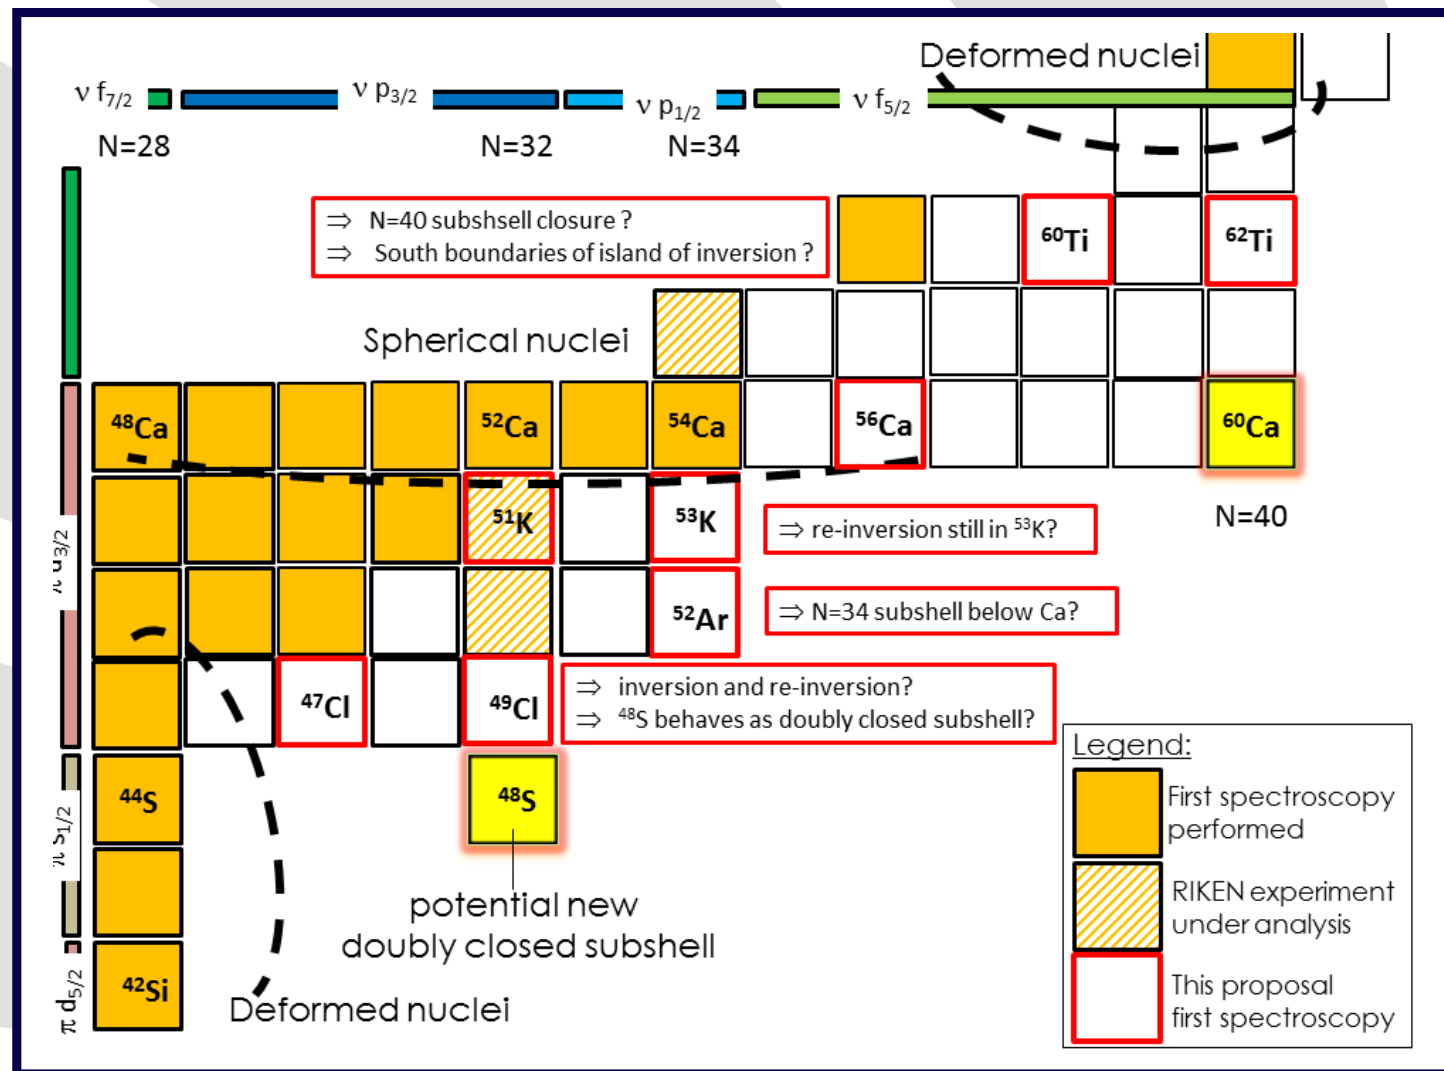 Deformed nuclei
ν f7/2
ν p3/2
ν p1/2
ν f5/2
N=28
N=32
N=34
⇒ N=40 subshsell closure ?
⇒ South boundaries of island of inversion ?
60Ti
62Ti
Spherical nuclei
48Ca
52Ca
54Ca
56Ca
60Ca
51K
53K
⇒ re-inversion still in 53K?
N=40
π d3/2
52Ar
⇒ N=34 subshell below Ca?
47Cl
49Cl
⇒ inversion and re-inversion?
⇒ 48S behaves as doubly closed subshell?
44S
48S
π s1/2
potential new
doubly closed subshell
42Si
π d5/2
Deformed nuclei
Legend:
First spectroscopy
performed
RIKEN experiment
under analysis
This proposal
first spectroscopy